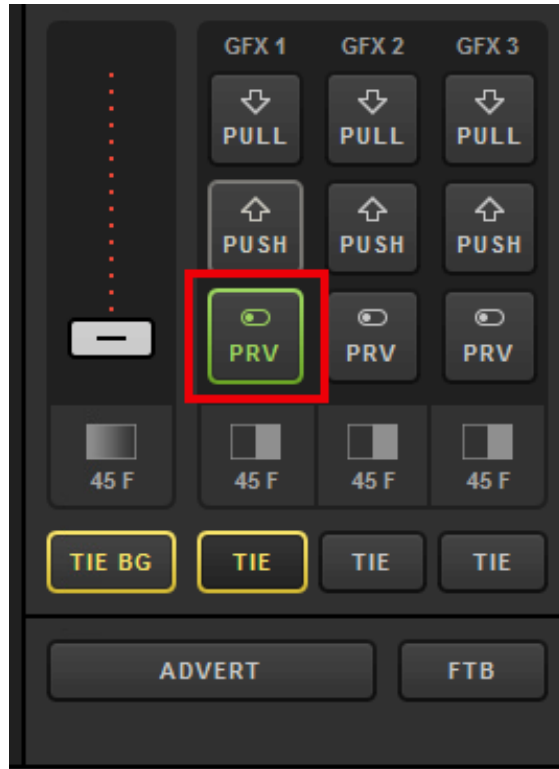 GFX 1 GFX 2 GFX 3
PULL PULL PULL
PUSH PUSH PUSH
PRV PRV PRV
45 F 45 F 45 F 45 F
TIE BG TIE TIE TIE
ADVERT FTB